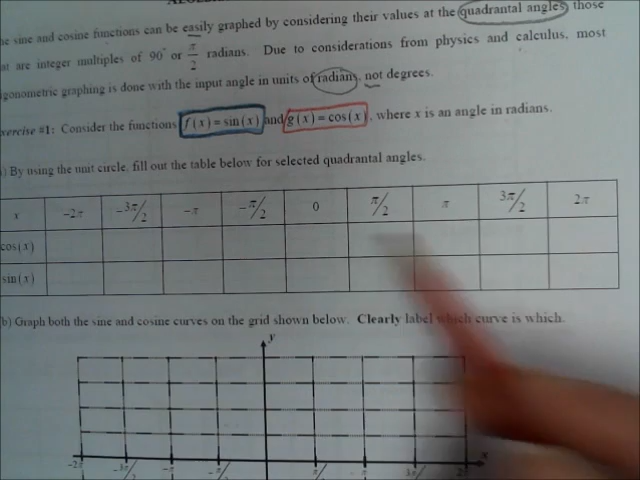 he sine and cosine functions can be easily graphed by considering their values at the quadrantal angles, those
at are integer multiples of 90° or π/2 radians. Due to considerations from physics and calculus, most
igonometric graphing is done with the input angle in units of radians, not degrees.
xercise #1: Consider the functions f(x)=sin(x) and g(x)=cos(x), where x is an angle in radians.
) By using the unit circle, fill out the table below for selected quadrantal angles.
x −2π −3π/2 −π −π/2 0 π/2 π 3π/2 2π
cos(x)
sin(x)
b) Graph both the sine and cosine curves on the grid shown below. Clearly label which curve is which.
y
x